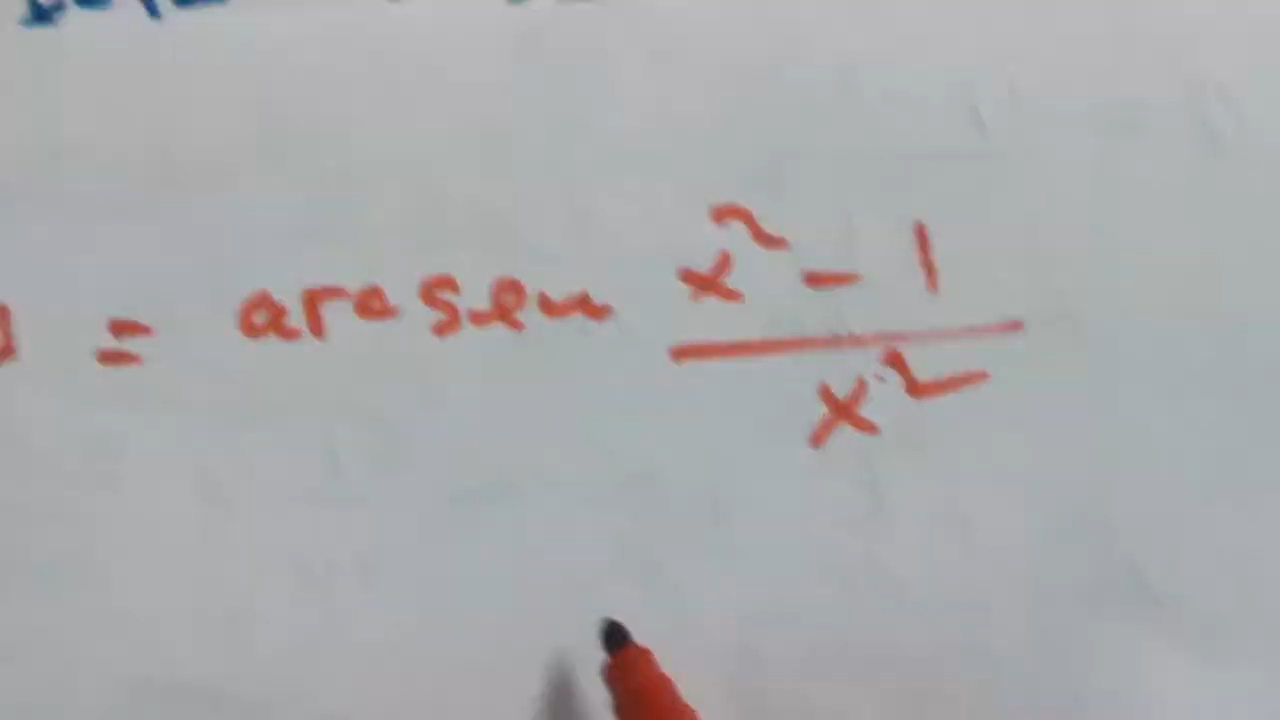 = arcsen x² - 1 / x²